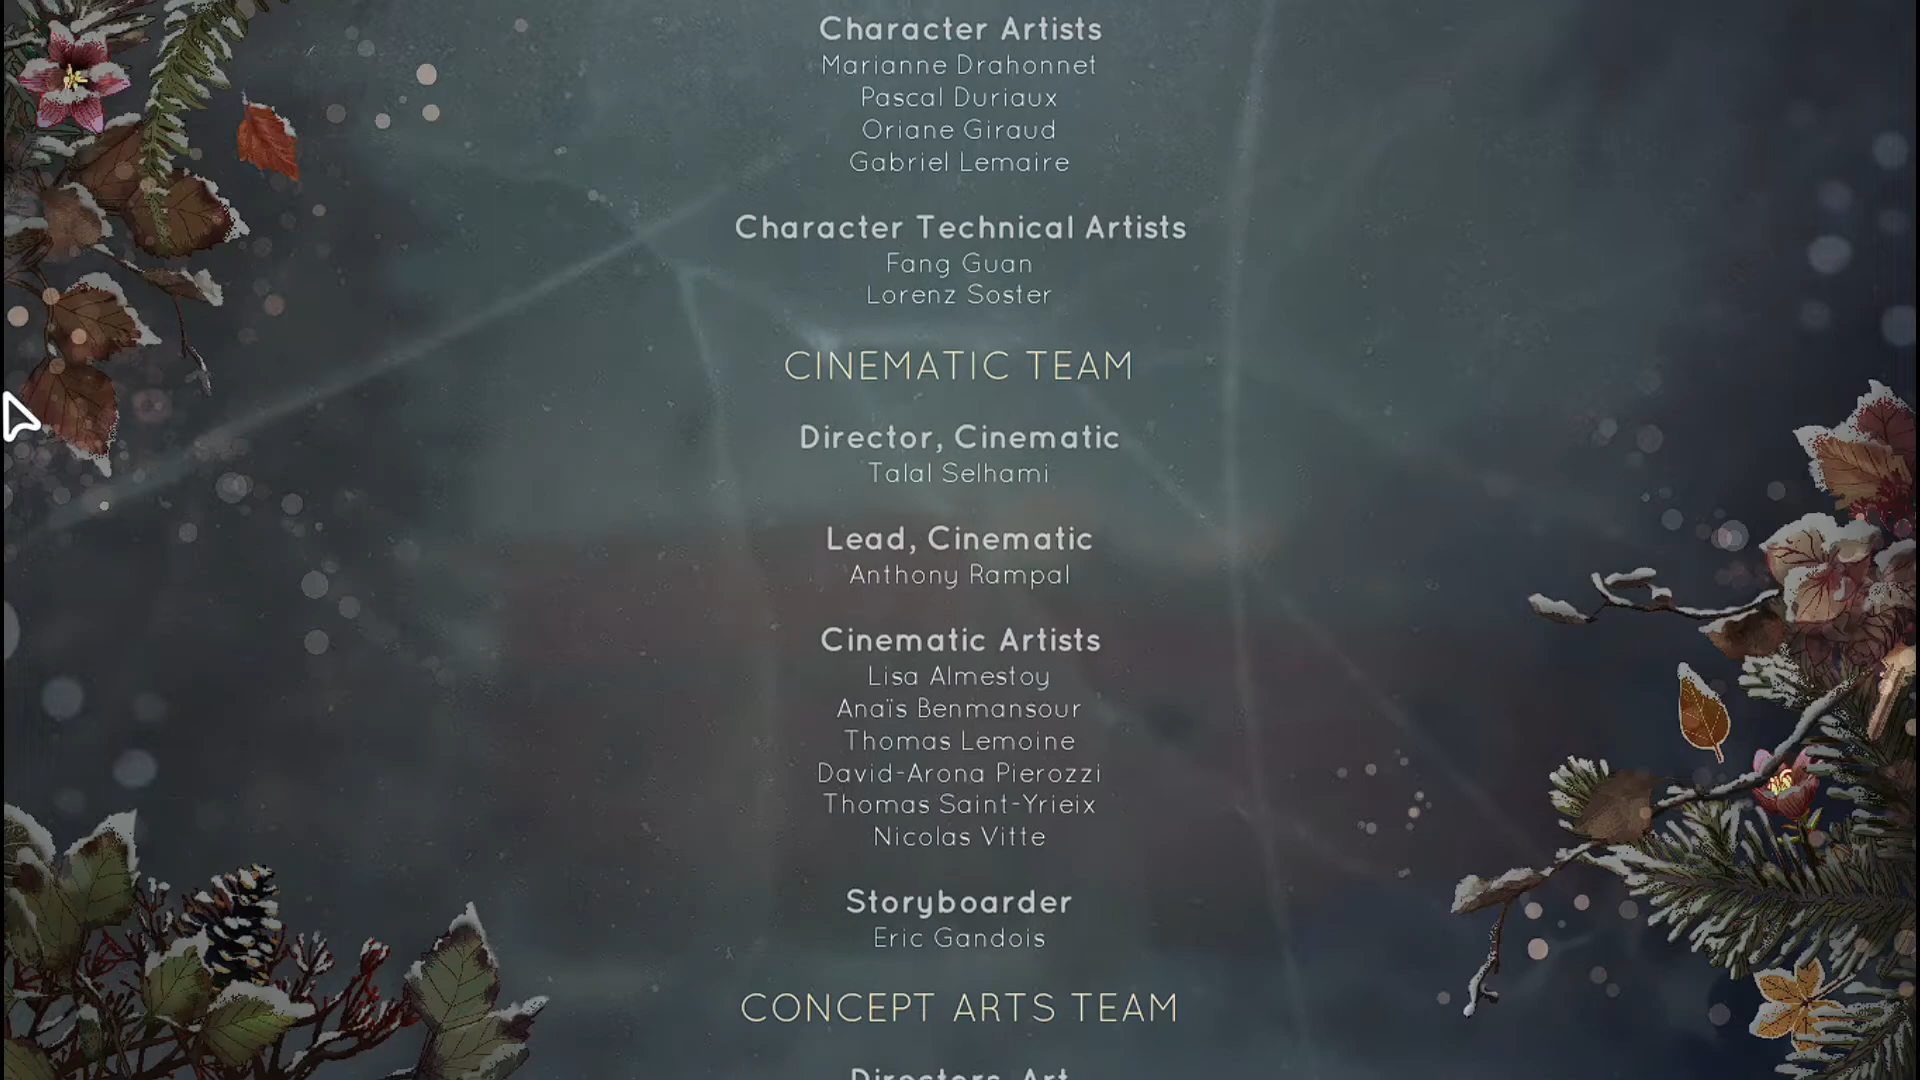 Character Artists
Marianne Drahonnet
Pascal Duriaux
Oriane Giraud
Gabriel Lemaire
Character Technical Artists
Fang Guan
Lorenz Soster
CINEMATIC TEAM
Director, Cinematic
Talal Selhami
Lead, Cinematic
Anthony Rampal
Cinematic Artists
Lisa Almestoy
Anaïs Benmansour
Thomas Lemoine
David-Arona Pierozzi
Thomas Saint-Yrieix
Nicolas Vitte
Storyboarder
Eric Gandois
CONCEPT ARTS TEAM
Directors, Art